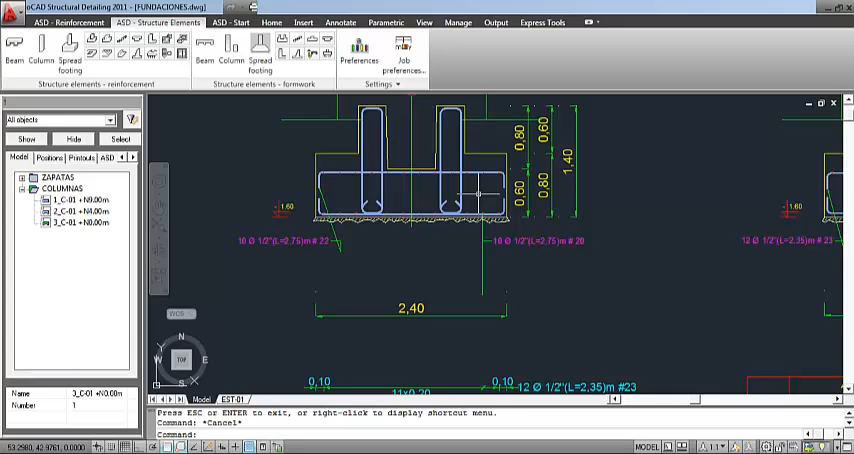 oCAD Structural Detailing 2011 - [FUNDACIONES.dwg]
ASD - Reinforcement
ASD - Structure Elements
ASD - Start
Home
Insert
Annotate
Parametric
View
Manage
Output
Express Tools
Beam
Column
Spread footing
Structure elements - reinforcement
Beam
Column
Spread footing
Structure elements - formwork
Preferences
Job preferences...
Settings
All objects
Show
Hide
Select
Model
Positions
Printouts
ASD
ZAPATAS
COLUMNAS
1_C-01 +N9.00m
2_C-01 +N4.00m
3_C-01 +N0.00m
Name
3_C-01 +N0.00m
Number
1
0,80
0,60
0,60
0,80
1,40
1.60
1.60
10 Ø 1/2"(L=2,75)m # 22
10 Ø 1/2"(L=2,75)m # 20
12 Ø 1/2"(L=2,35)m #23
2,40
0,10
11x0,20
0,10
12 Ø 1/2"(L=2,35)m #23
WCS
N
W
TOP
E
S
Y
X
Model
EST-01
Press ESC or ENTER to exit, or right-click to display shortcut menu.
Command: *Cancel*
Command:
53.2980, 42.9761, 0.0000
MODEL
1:1